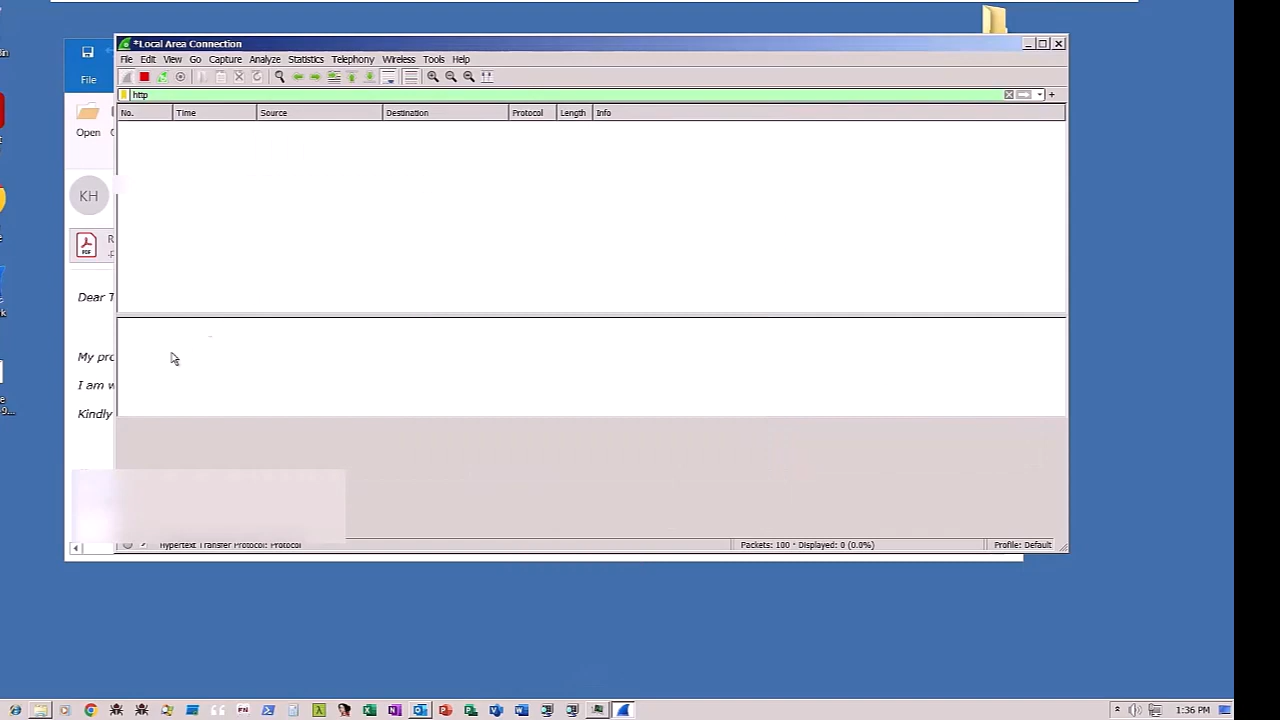 *Local Area Connection
File Edit View Go Capture Analyze Statistics Telephony Wireless Tools Help
File
http
No. Time Source Destination Protocol Length Info
Open
KH
PDF
Dear
My
I am
Kindly
Hypertext Transfer Protocol: Protocol
Packets: 100 · Displayed: 0 (0.0%)
Profile: Default
1:36 PM